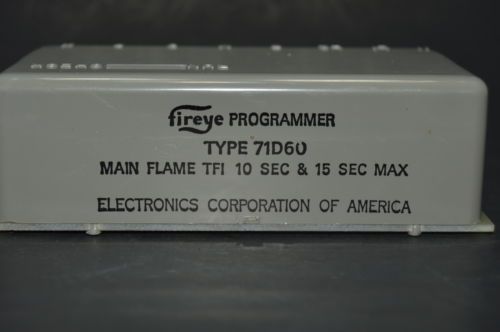 fireye PROGRAMMER
TYPE 71D60
MAIN FLAME TFI 10 SEC & 15 SEC MAX
ELECTRONICS CORPORATION OF AMERICA